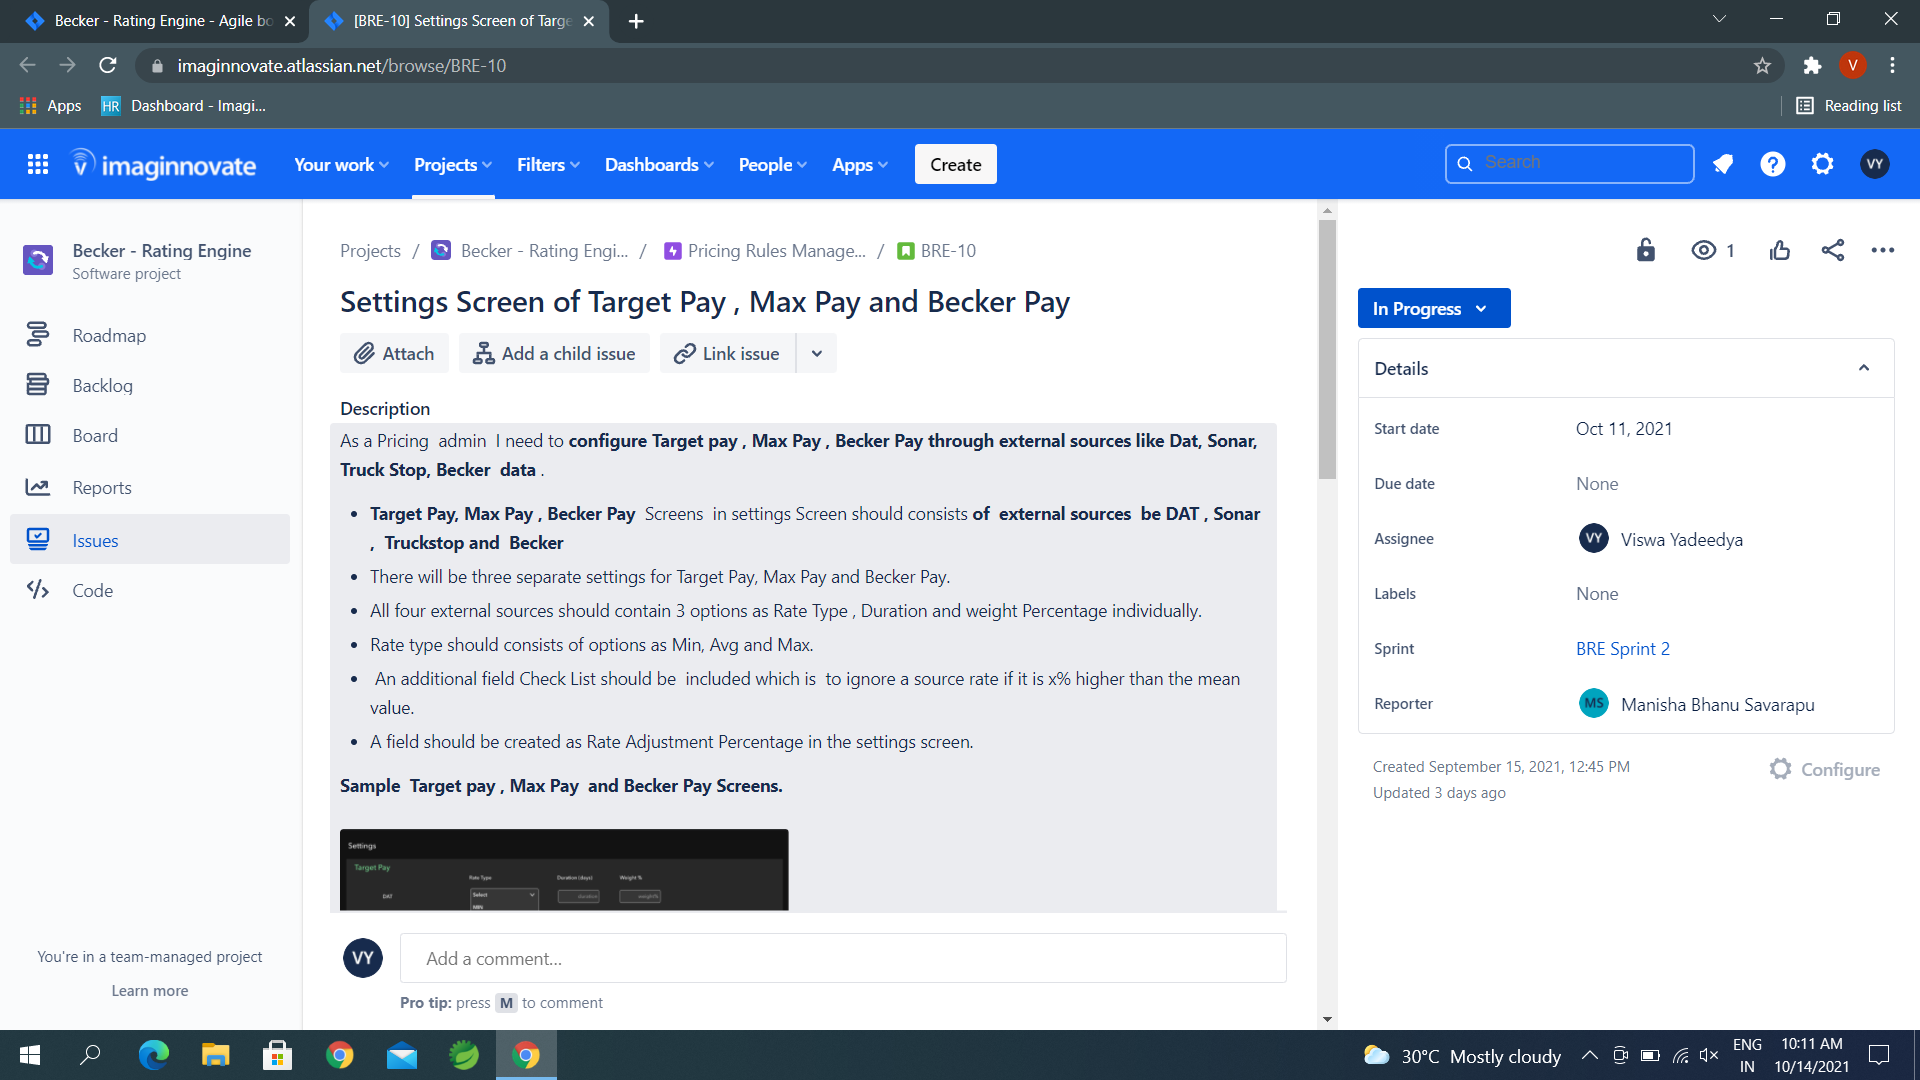 Becker - Rating Engine - Agile bo
[BRE-10] Settings Screen of Targe
imaginnovate.atlassian.net/browse/BRE-10
V
Apps
HR
Dashboard - Imagi...
Reading list
imaginnovate
Your work
Projects
Filters
Dashboards
People
Apps
Create
Search
VY
Becker - Rating Engine
Software project
Roadmap
Backlog
Board
Reports
Issues
Code
You're in a team-managed project
Learn more
Projects / Becker - Rating Engi... / Pricing Rules Manage... / BRE-10
Settings Screen of Target Pay , Max Pay and Becker Pay
Attach
Add a child issue
Link issue
Description
As a Pricing admin I need to configure Target pay , Max Pay , Becker Pay through external sources like Dat, Sonar,
Truck Stop, Becker data .
• Target Pay, Max Pay , Becker Pay Screens in settings Screen should consists of external sources be DAT , Sonar
, Truckstop and Becker
• There will be three separate settings for Target Pay, Max Pay and Becker Pay.
• All four external sources should contain 3 options as Rate Type , Duration and weight Percentage individually.
• Rate type should consists of options as Min, Avg and Max.
• An additional field Check List should be included which is to ignore a source rate if it is x% higher than the mean
value.
• A field should be created as Rate Adjustment Percentage in the settings screen.
Sample Target pay , Max Pay and Becker Pay Screens.
Settings
Target Pay
Rate Type
Duration (days)
Weight %
DAT
Select
duration
weight%
MIN
VY
Add a comment...
Pro tip: press M to comment
1
In Progress
Details
Start date
Oct 11, 2021
Due date
None
Assignee
VY
Viswa Yadeedya
Labels
None
Sprint
BRE Sprint 2
Reporter
MS
Manisha Bhanu Savarapu
Created September 15, 2021, 12:45 PM
Updated 3 days ago
Configure
30°C Mostly cloudy
ENG
IN
10:11 AM
10/14/2021